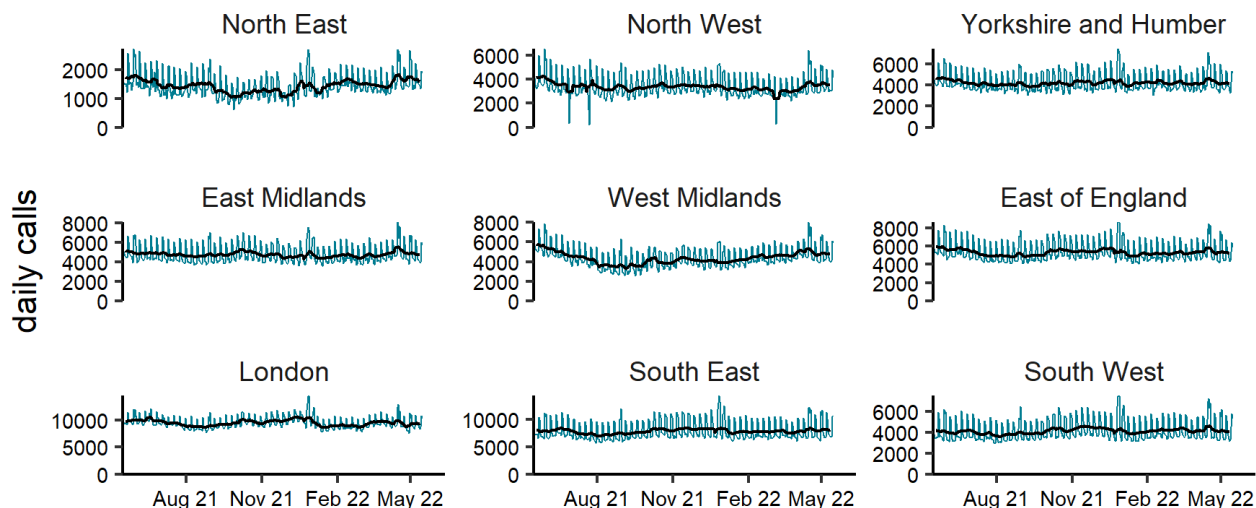 North East
North West
Yorkshire and Humber
2000
1000
0
6000
4000
2000
0
6000
4000
2000
0
daily calls
East Midlands
West Midlands
East of England
8000
6000
4000
2000
0
8000
6000
4000
2000
0
8000
6000
4000
2000
0
London
South East
South West
10000
5000
0
10000
5000
0
6000
4000
2000
0
Aug 21 Nov 21 Feb 22 May 22
Aug 21 Nov 21 Feb 22 May 22
Aug 21 Nov 21 Feb 22 May 22